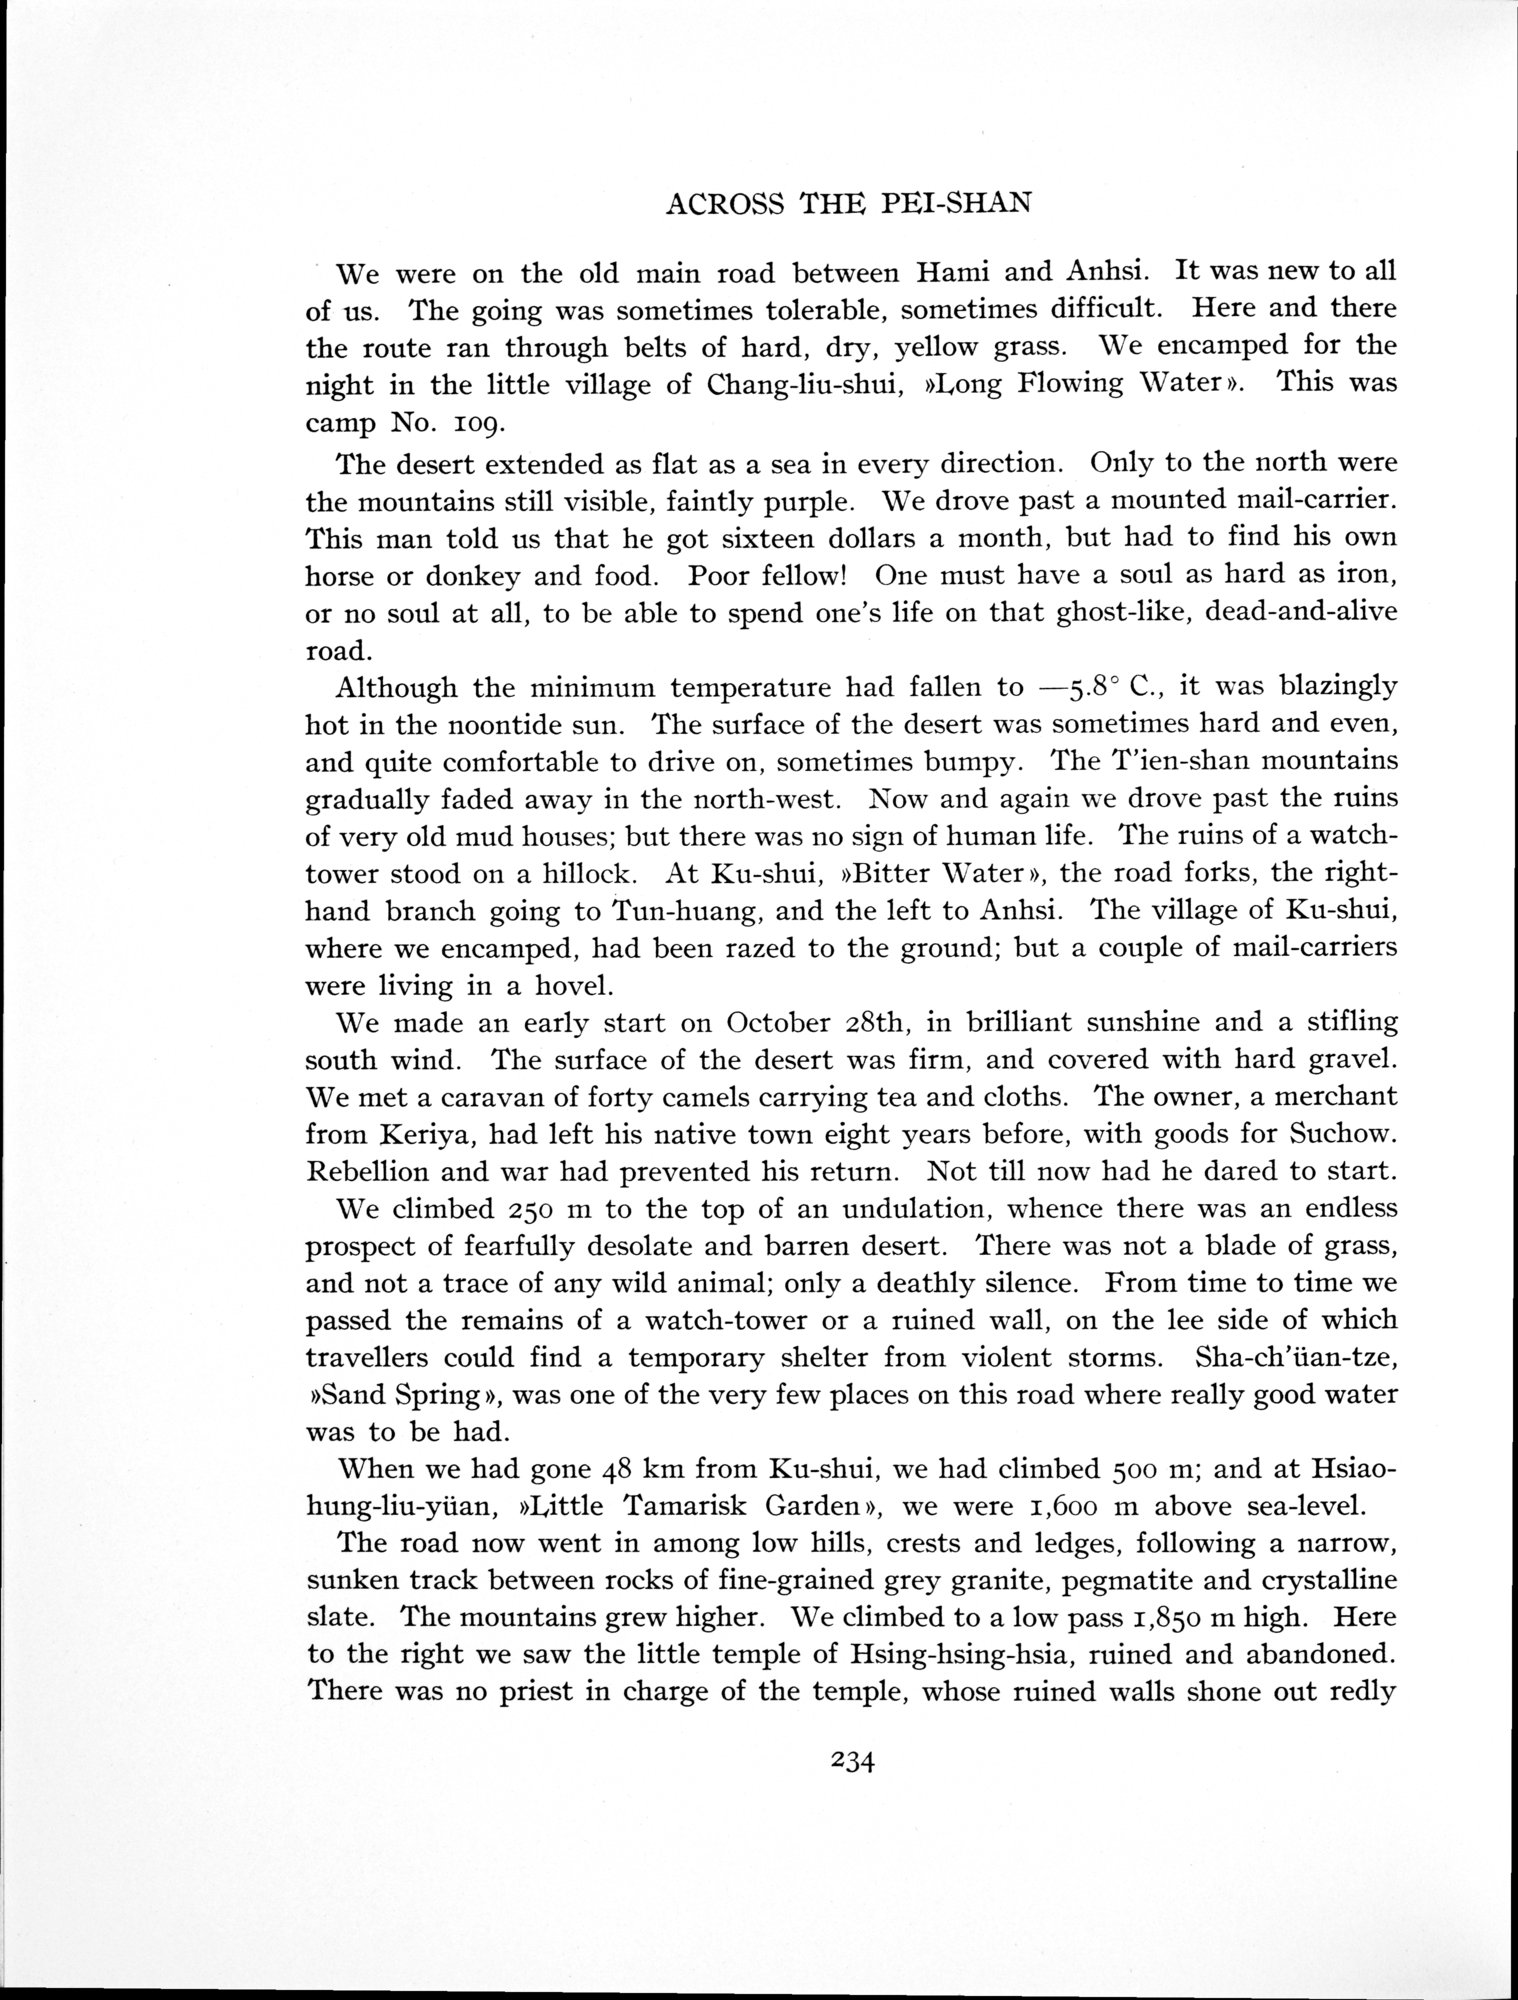 ACROSS THE PEI-SHAN
We were on the old main road between Hami and Anhsi. It was new to all
of us. The going was sometimes tolerable, sometimes difficult. Here and there
the route ran through belts of hard, dry, yellow grass. We encamped for the
night in the little village of Chang-liu-shui, »Long Flowing Water». This was
camp No. 109.
The desert extended as flat as a sea in every direction. Only to the north were
the mountains still visible, faintly purple. We drove past a mounted mail-carrier.
This man told us that he got sixteen dollars a month, but had to find his own
horse or donkey and food. Poor fellow! One must have a soul as hard as iron,
or no soul at all, to be able to spend one's life on that ghost-like, dead-and-alive
road.
Although the minimum temperature had fallen to —5.8° C., it was blazingly
hot in the noontide sun. The surface of the desert was sometimes hard and even,
and quite comfortable to drive on, sometimes bumpy. The T'ien-shan mountains
gradually faded away in the north-west. Now and again we drove past the ruins
of very old mud houses; but there was no sign of human life. The ruins of a watch-
tower stood on a hillock. At Ku-shui, »Bitter Water», the road forks, the right-
hand branch going to Tun-huang, and the left to Anhsi. The village of Ku-shui,
where we encamped, had been razed to the ground; but a couple of mail-carriers
were living in a hovel.
We made an early start on October 28th, in brilliant sunshine and a stifling
south wind. The surface of the desert was firm, and covered with hard gravel.
We met a caravan of forty camels carrying tea and cloths. The owner, a merchant
from Keriya, had left his native town eight years before, with goods for Suchow.
Rebellion and war had prevented his return. Not till now had he dared to start.
We climbed 250 m to the top of an undulation, whence there was an endless
prospect of fearfully desolate and barren desert. There was not a blade of grass,
and not a trace of any wild animal; only a deathly silence. From time to time we
passed the remains of a watch-tower or a ruined wall, on the lee side of which
travellers could find a temporary shelter from violent storms. Sha-ch'üan-tze,
»Sand Spring», was one of the very few places on this road where really good water
was to be had.
When we had gone 48 km from Ku-shui, we had climbed 500 m; and at Hsiao-
hung-liu-yüan, »Little Tamarisk Garden», we were 1,600 m above sea-level.
The road now went in among low hills, crests and ledges, following a narrow,
sunken track between rocks of fine-grained grey granite, pegmatite and crystalline
slate. The mountains grew higher. We climbed to a low pass 1,850 m high. Here
to the right we saw the little temple of Hsing-hsing-hsia, ruined and abandoned.
There was no priest in charge of the temple, whose ruined walls shone out redly
234